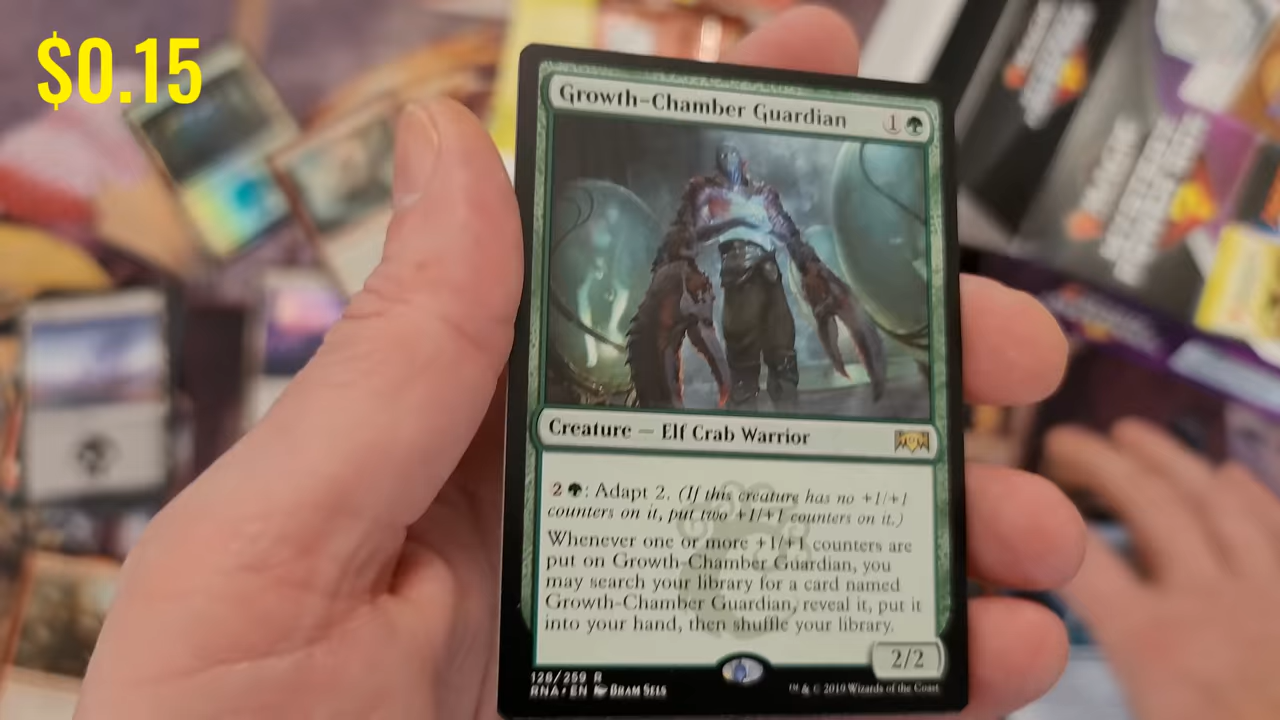 $0.15
Growth-Chamber Guardian 1
Creature — Elf Crab Warrior
2 : Adapt 2. (If this creature has no +1/+1
counters on it, put two +1/+1 counters on it.)
Whenever one or more +1/+1 counters are
put on Growth-Chamber Guardian, you
may search your library for a card named
Growth-Chamber Guardian, reveal it, put it
into your hand, then shuffle your library.
2/2
128/259 R
RNA • EN Bram Sels
™ & © 2019 Wizards of the Coast